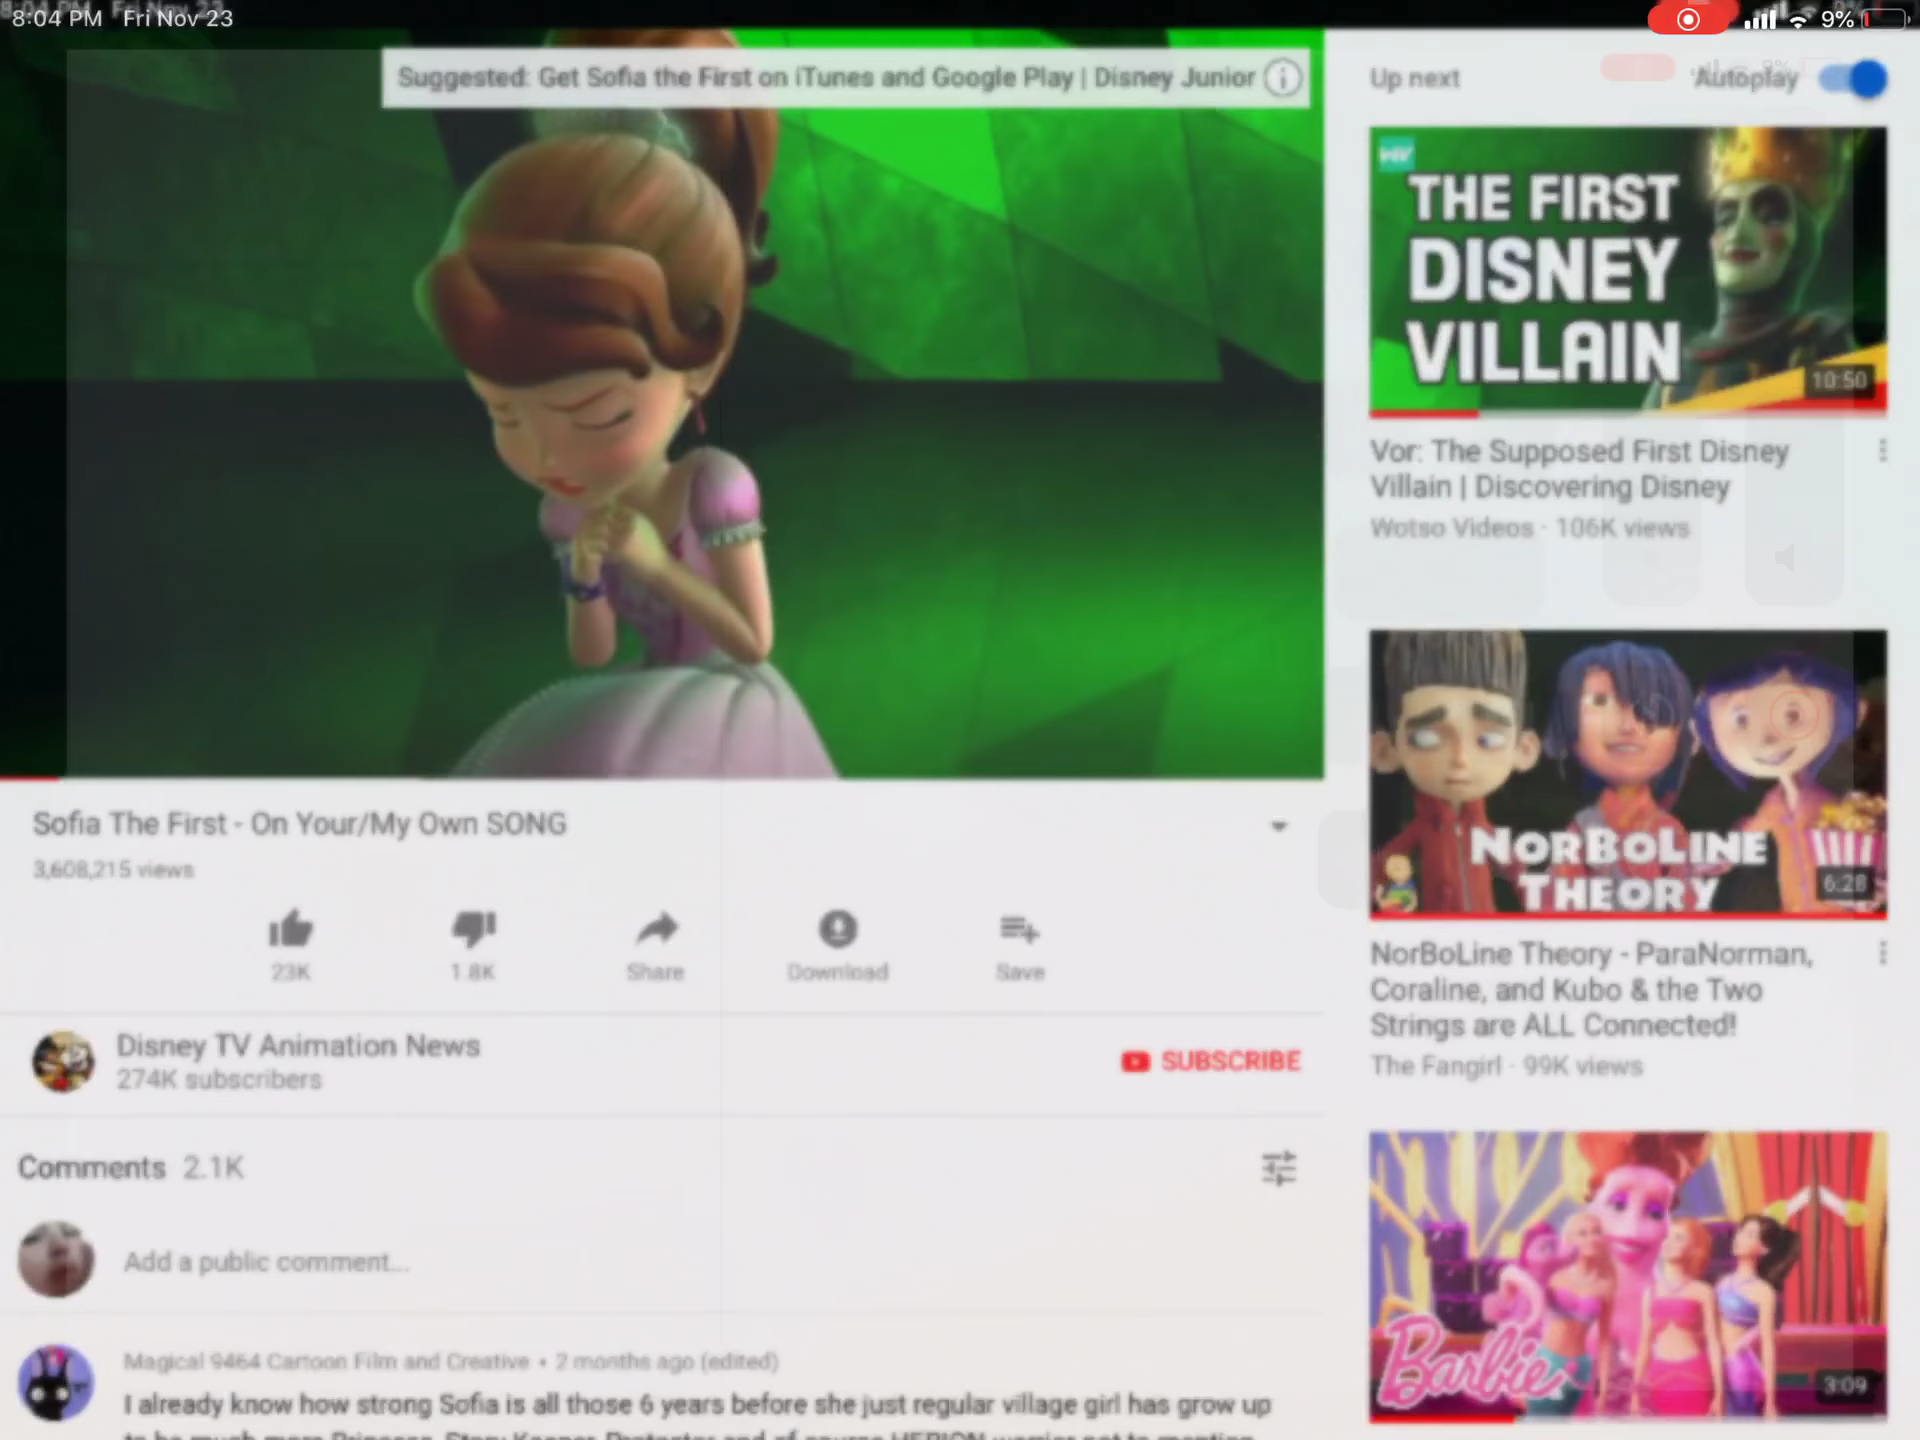 8:04 PM Fri Nov 23
9%
Suggested: Get Sofia the First on iTunes and Google Play | Disney Junior
Sofia The First - On Your/My Own SONG
3,608,215 views
23K
1.8K
Share
Download
Save
Disney TV Animation News
274K subscribers
SUBSCRIBE
Comments 2.1K
Add a public comment...
Magical 9464 Cartoon Film and Creative • 2 months ago (edited)
I already know how strong Sofia is all those 6 years before she just regular village girl has grow up
Up next
Autoplay
THE FIRST
DISNEY
VILLAIN
10:50
Vor: The Supposed First Disney
Villain | Discovering Disney
Wotso Videos · 106K views
NORBOLINE
THEORY
6:28
NorBoLine Theory - ParaNorman,
Coraline, and Kubo & the Two
Strings are ALL Connected!
The Fangirl · 99K views
Barbie
3:09